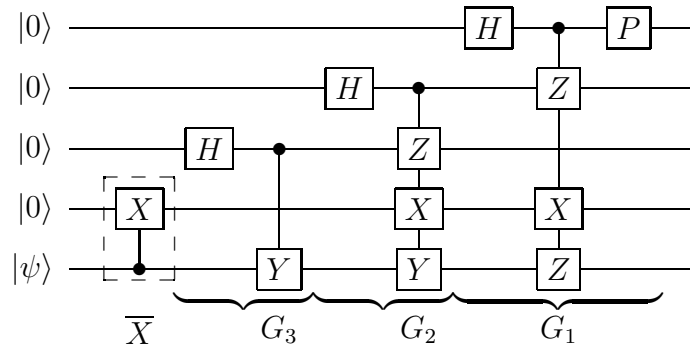 |0⟩ H P
|0⟩ H Z
|0⟩ H Z
|0⟩ X X X
|ψ⟩ Y Y Z
X̅ G₃ G₂ G₁